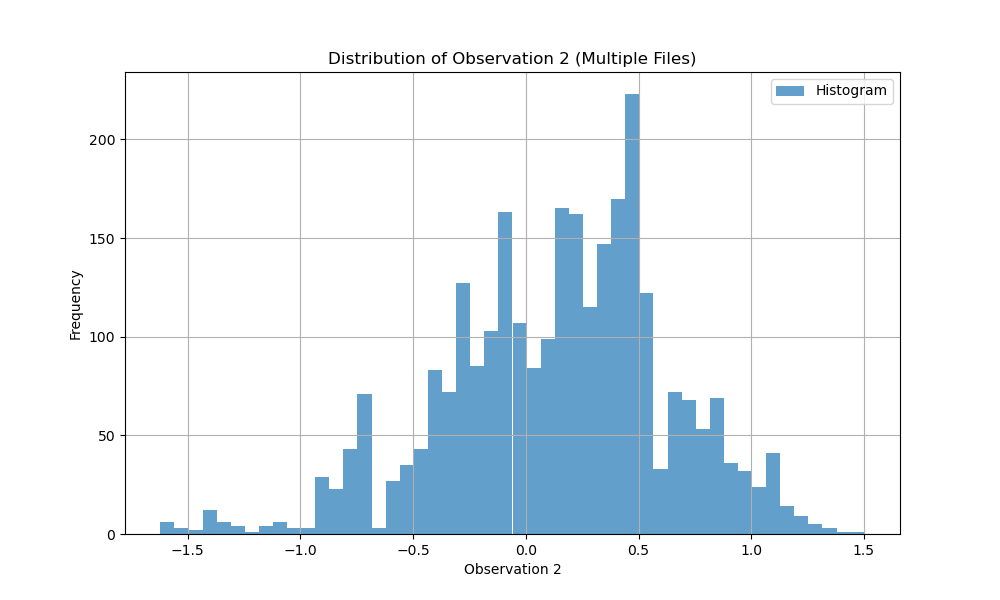 Distribution of Observation 2 (Multiple Files)
Histogram
Frequency
200
150
100
50
0
−1.5 −1.0 −0.5 0.0 0.5 1.0 1.5
Observation 2